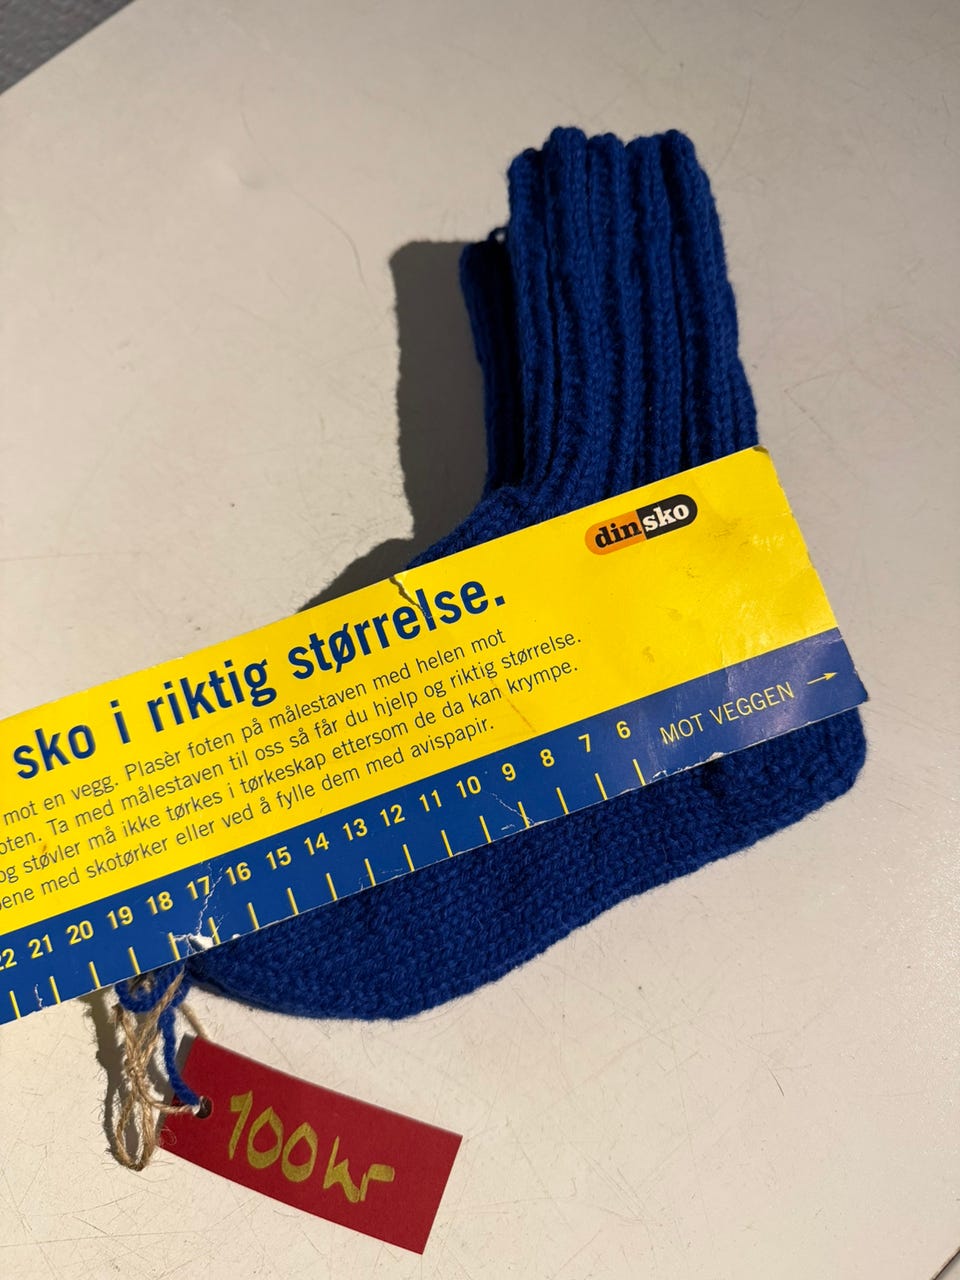 dinsko
sko i riktig størrelse.
mot en vegg. Plasèr foten på målestaven med helen mot
foten. Ta med målestaven til oss så får du hjelp og riktig størrelse.
og støvler må ikke tørkes i tørkeskap ettersom de da kan krympe.
med skotørker eller ved å fylle dem med avispapir.
22 21 20 19 18 17 16 15 14 13 12 11 10 9 8 7 6 MOT VEGGEN →
100 kr